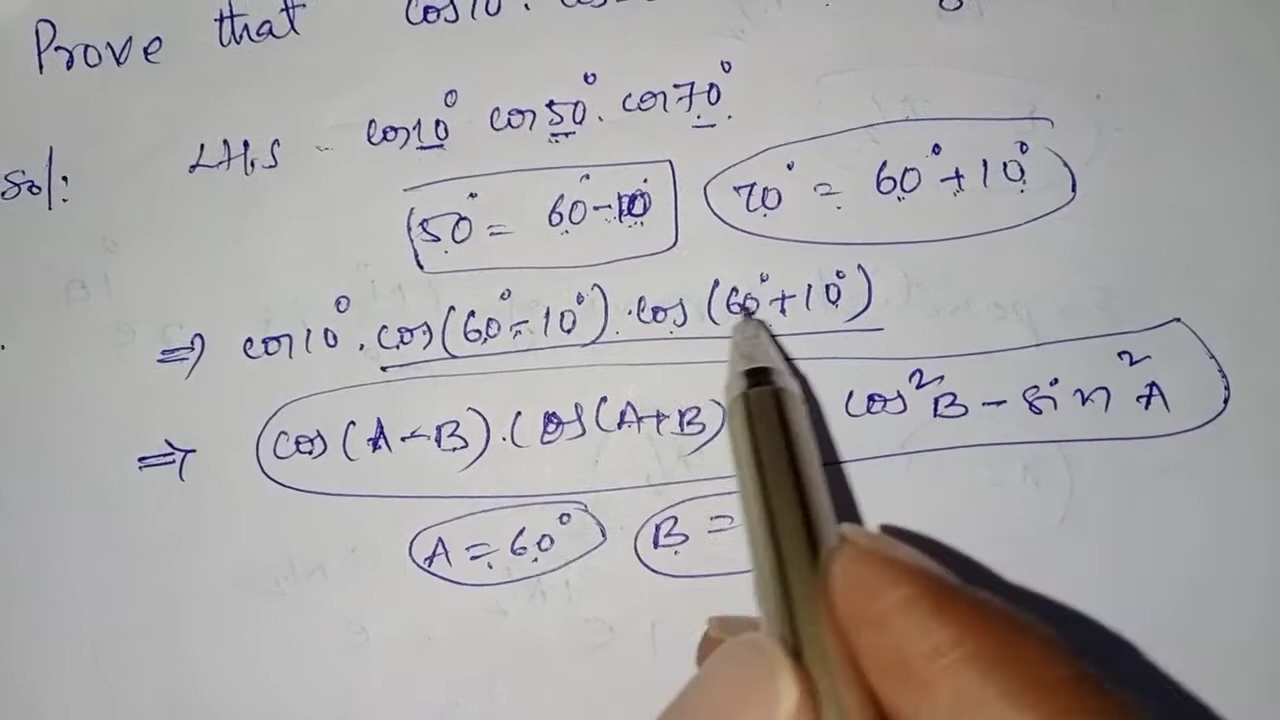 Prove that cos10°.
Sol: LHS - cos10° cos50°. cos70°.
50° = 60°-10° 70° = 60°+10°
⇒ cos10°. cos(60°-10°). cos(60°+10°)
⇒ cos(A-B).cos(A+B) cos²B - sin²A
A = 60° B =